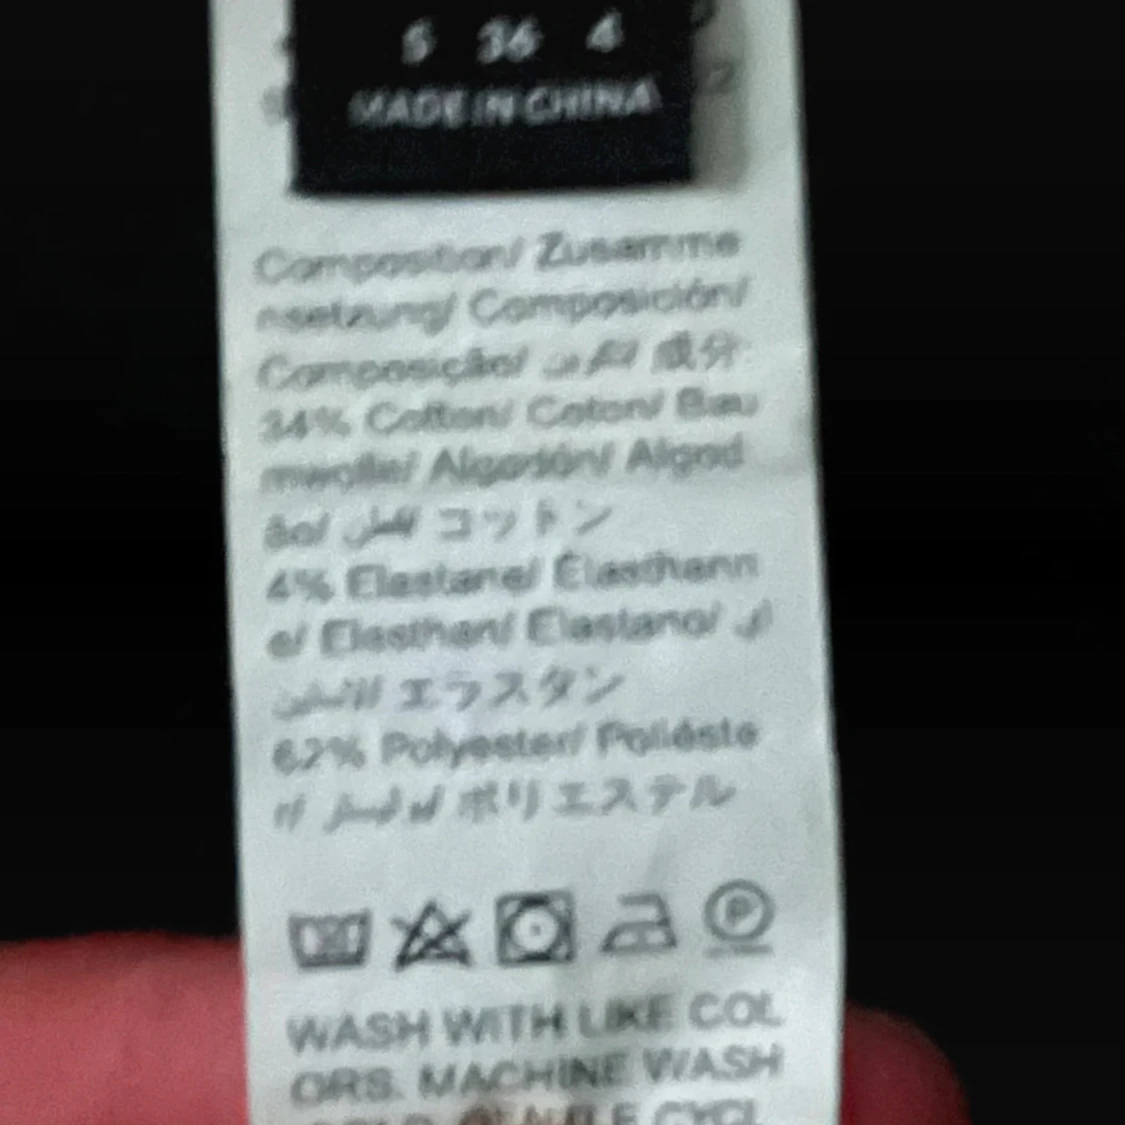 S 36 4
MADE IN CHINA
Composition/ Zusamme
nsetzung/ Composición/
Composição/ 成分
34% Cotton/ Coton/ Bau
mwolle/ Algodón/ Algod
ão/ コットン
4% Elastane/ Élasthann
e/ Elasthan/ Elastano/
エラスタン
62% Polyester/ Poliéste
r/ ポリエステル
P
WASH WITH LIKE COL
ORS. MACHINE WASH
CYCL